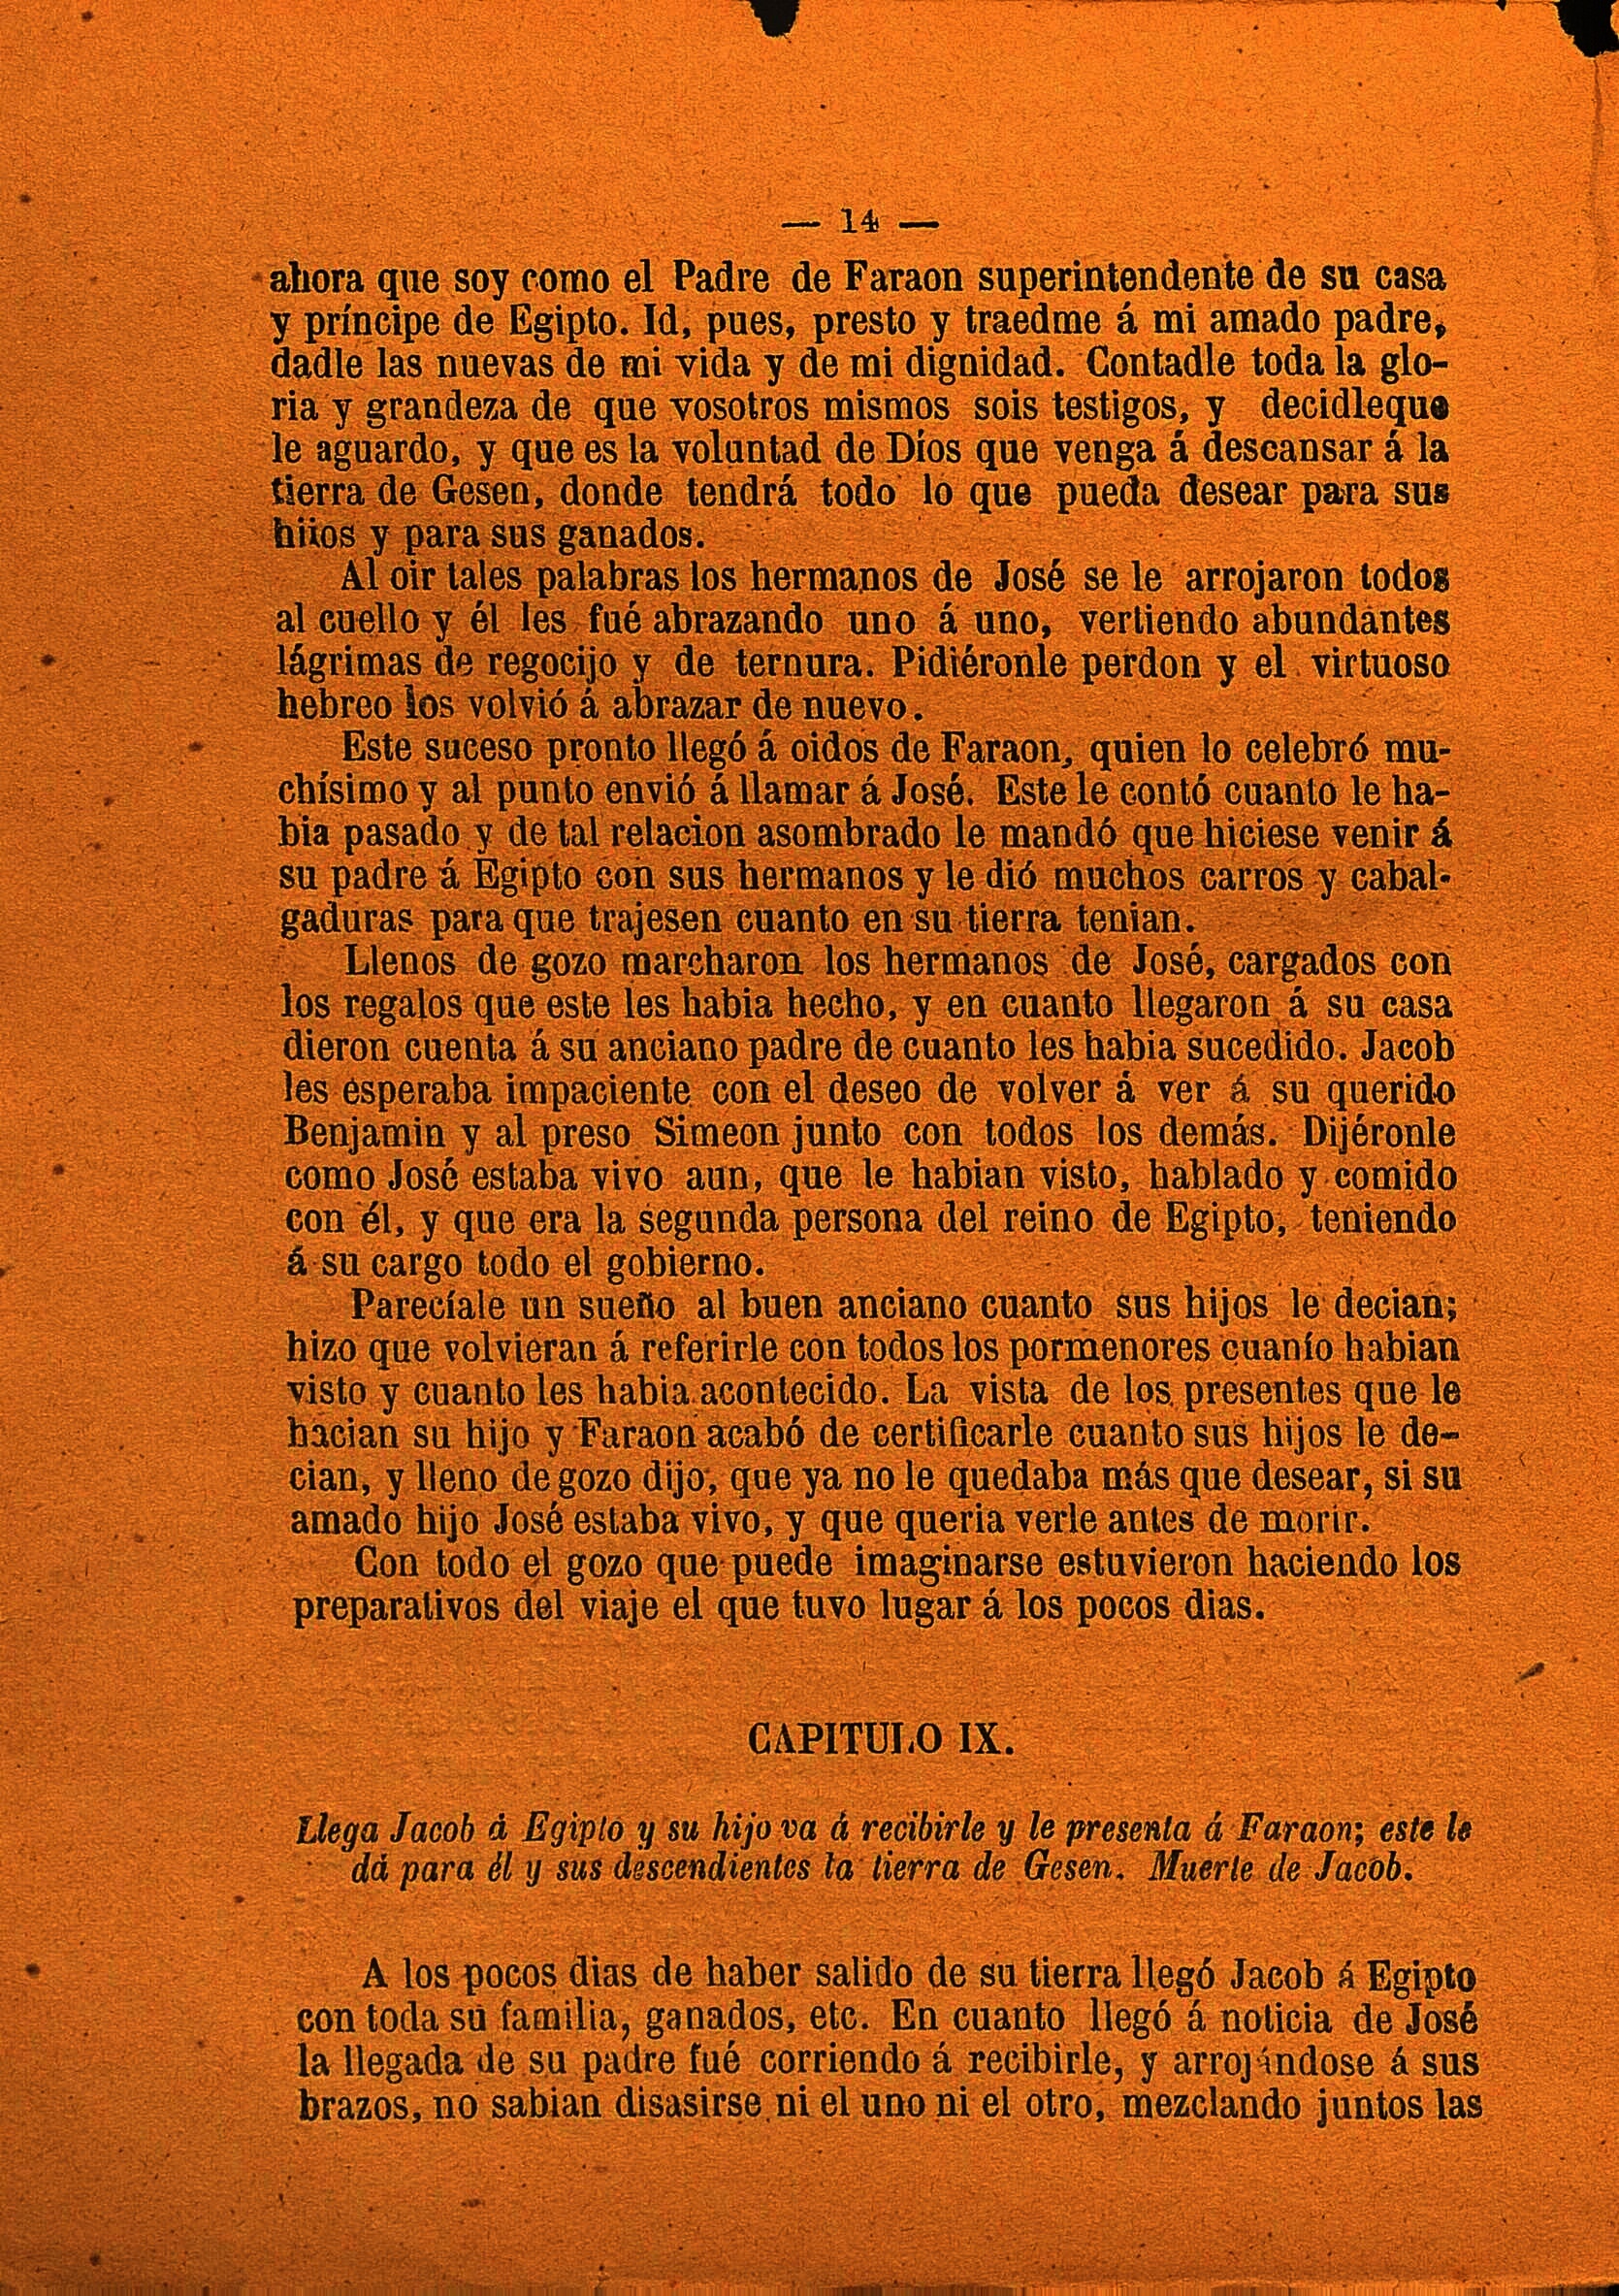 — 14 —
ahora que soy como el Padre de Faraon superintendente de su casa
y príncipe de Egipto. Id, pues, presto y traedme á mi amado padre,
dadle las nuevas de mi vida y de mi dignidad. Contadle toda la glo-
ria y grandeza de que vosotros mismos sois testigos, y decidleque
le aguardo, y que es la voluntad de Díos que venga á descansar á la
tierra de Gesen, donde tendrá todo lo que pueda desear para sus
hijos y para sus ganados.
Al oir tales palabras los hermanos de José se le arrojaron todos
al cuello y él les fué abrazando uno á uno, vertiendo abundantes
lágrimas de regocijo y de ternura. Pidiéronle perdon y el virtuoso
hebreo los volvió á abrazar de nuevo.
Este suceso pronto llegó á oidos de Faraon, quien lo celebró mu-
chísimo y al punto envió á llamar á José. Este le contó cuanto le ha-
bia pasado y de tal relacion asombrado le mandó que hiciese venir á
su padre á Egipto con sus hermanos y le dió muchos carros y cabal-
gaduras para que trajesen cuanto en su tierra tenian.
Llenos de gozo marcharon los hermanos de José, cargados con
los regalos que este les habia hecho, y en cuanto llegaron á su casa
dieron cuenta á su anciano padre de cuanto les habia sucedido. Jacob
les esperaba impaciente con el deseo de volver á ver á su querido
Benjamin y al preso Simeon junto con todos los demás. Dijéronle
como José estaba vivo aun, que le habian visto, hablado y comido
con él, y que era la segunda persona del reino de Egipto, teniendo
á su cargo todo el gobierno.
Parecíale un sueño al buen anciano cuanto sus hijos le decian;
hizo que volvieran á referirle con todos los pormenores cuanto habian
visto y cuanto les habia acontecido. La vista de los presentes que le
hacian su hijo y Faraon acabó de certificarle cuanto sus hijos le de-
cian, y lleno de gozo dijo, que ya no le quedaba más que desear, si su
amado hijo José estaba vivo, y que queria verle antes de morir.
Con todo el gozo que puede imaginarse estuvieron haciendo los
preparativos del viaje el que tuvo lugar á los pocos dias.
CAPITULO IX.
Llega Jacob á Egipto y su hijo va á recibirle y le presenta á Faraon; este le
dá para él y sus descendientes la tierra de Gesen. Muerte de Jacob.
A los pocos dias de haber salido de su tierra llegó Jacob á Egipto
con toda su familia, ganados, etc. En cuanto llegó á noticia de José
la llegada de su padre fué corriendo á recibirle, y arrojándose á sus
brazos, no sabian disasirse ni el uno ni el otro, mezclando juntos las